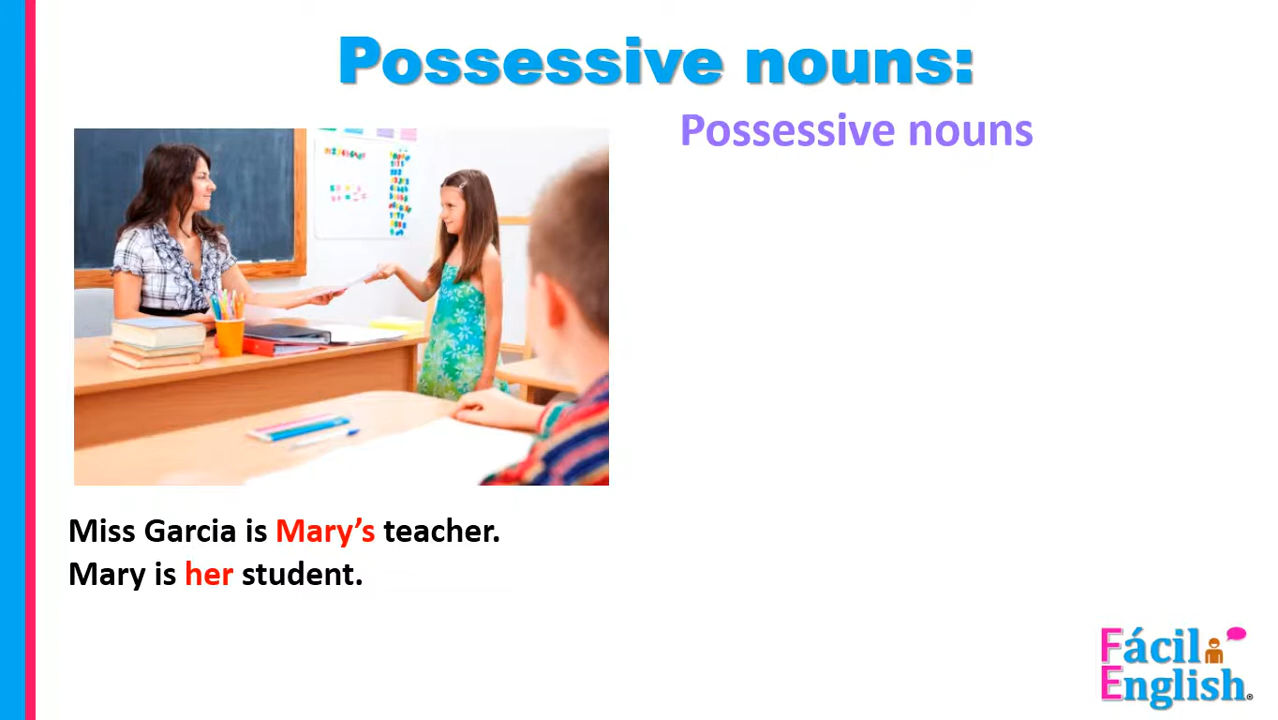 Possessive nouns:
Possessive nouns
Miss Garcia is Mary’s teacher.
Mary is her student.
Fácil
English®